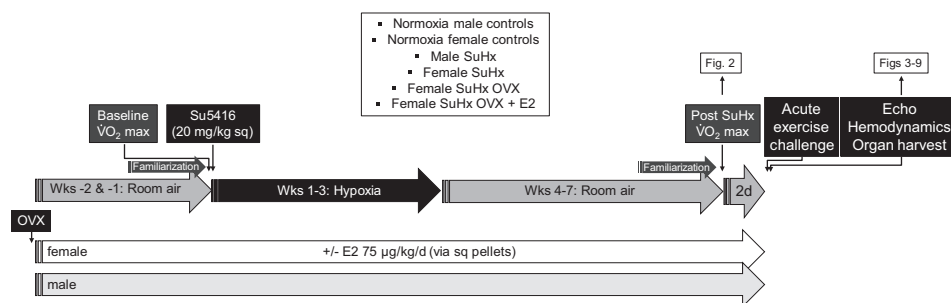 ▪ Normoxia male controls
▪ Normoxia female controls
▪ Male SuHx
▪ Female SuHx
▪ Female SuHx OVX
▪ Female SuHx OVX + E2
Fig. 2
Figs 3-9
Baseline
V̇O₂ max
Su5416
(20 mg/kg sq)
Post SuHx
V̇O₂ max
Acute
exercise
challenge
Echo
Hemodynamics
Organ harvest
Familiarization
Familiarization
Wks -2 & -1: Room air
Wks 1-3: Hypoxia
Wks 4-7: Room air
2d
OVX
female
+/- E2 75 µg/kg/d (via sq pellets)
male